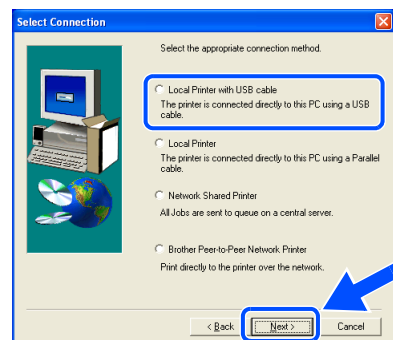 Select Connection
Select the appropriate connection method.
Local Printer with USB cable
The printer is connected directly to this PC using a USB
cable.
Local Printer
The printer is connected directly to this PC using a Parallel
cable.
Network Shared Printer
All Jobs are sent to queue on a central server.
Brother Peer-to-Peer Network Printer
Print directly to the printer over the network.
< Back Next > Cancel